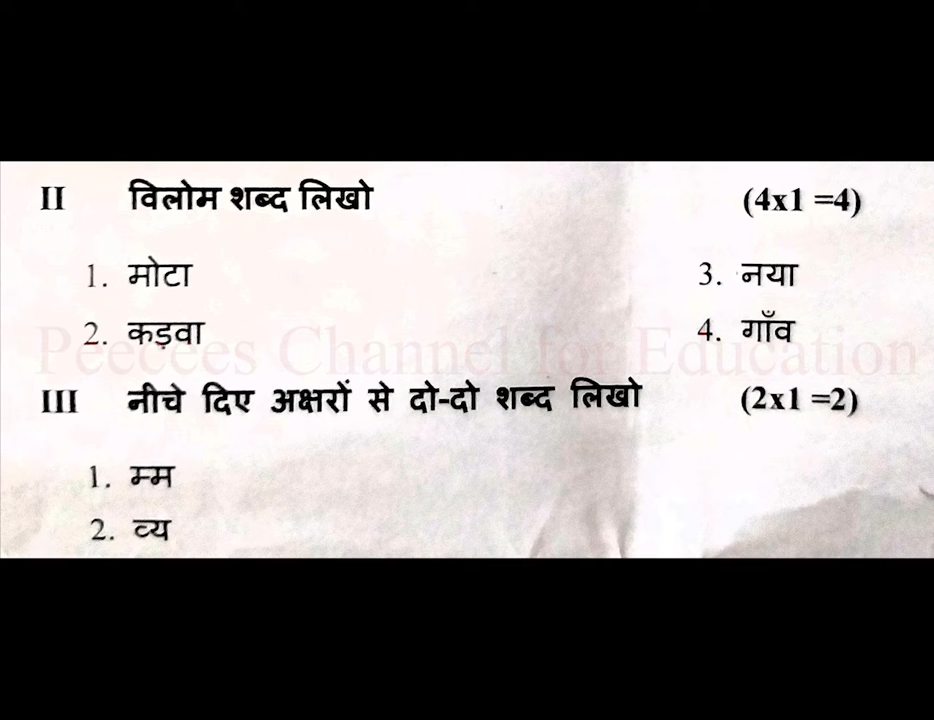 II विलोम शब्द लिखो (4x1 =4)
1. मोटा 3. नया
2. कड़वा 4. गाँव
Peecees Channel for Education
III नीचे दिए अक्षरों से दो-दो शब्द लिखो (2x1 =2)
1. म्म
2. व्य